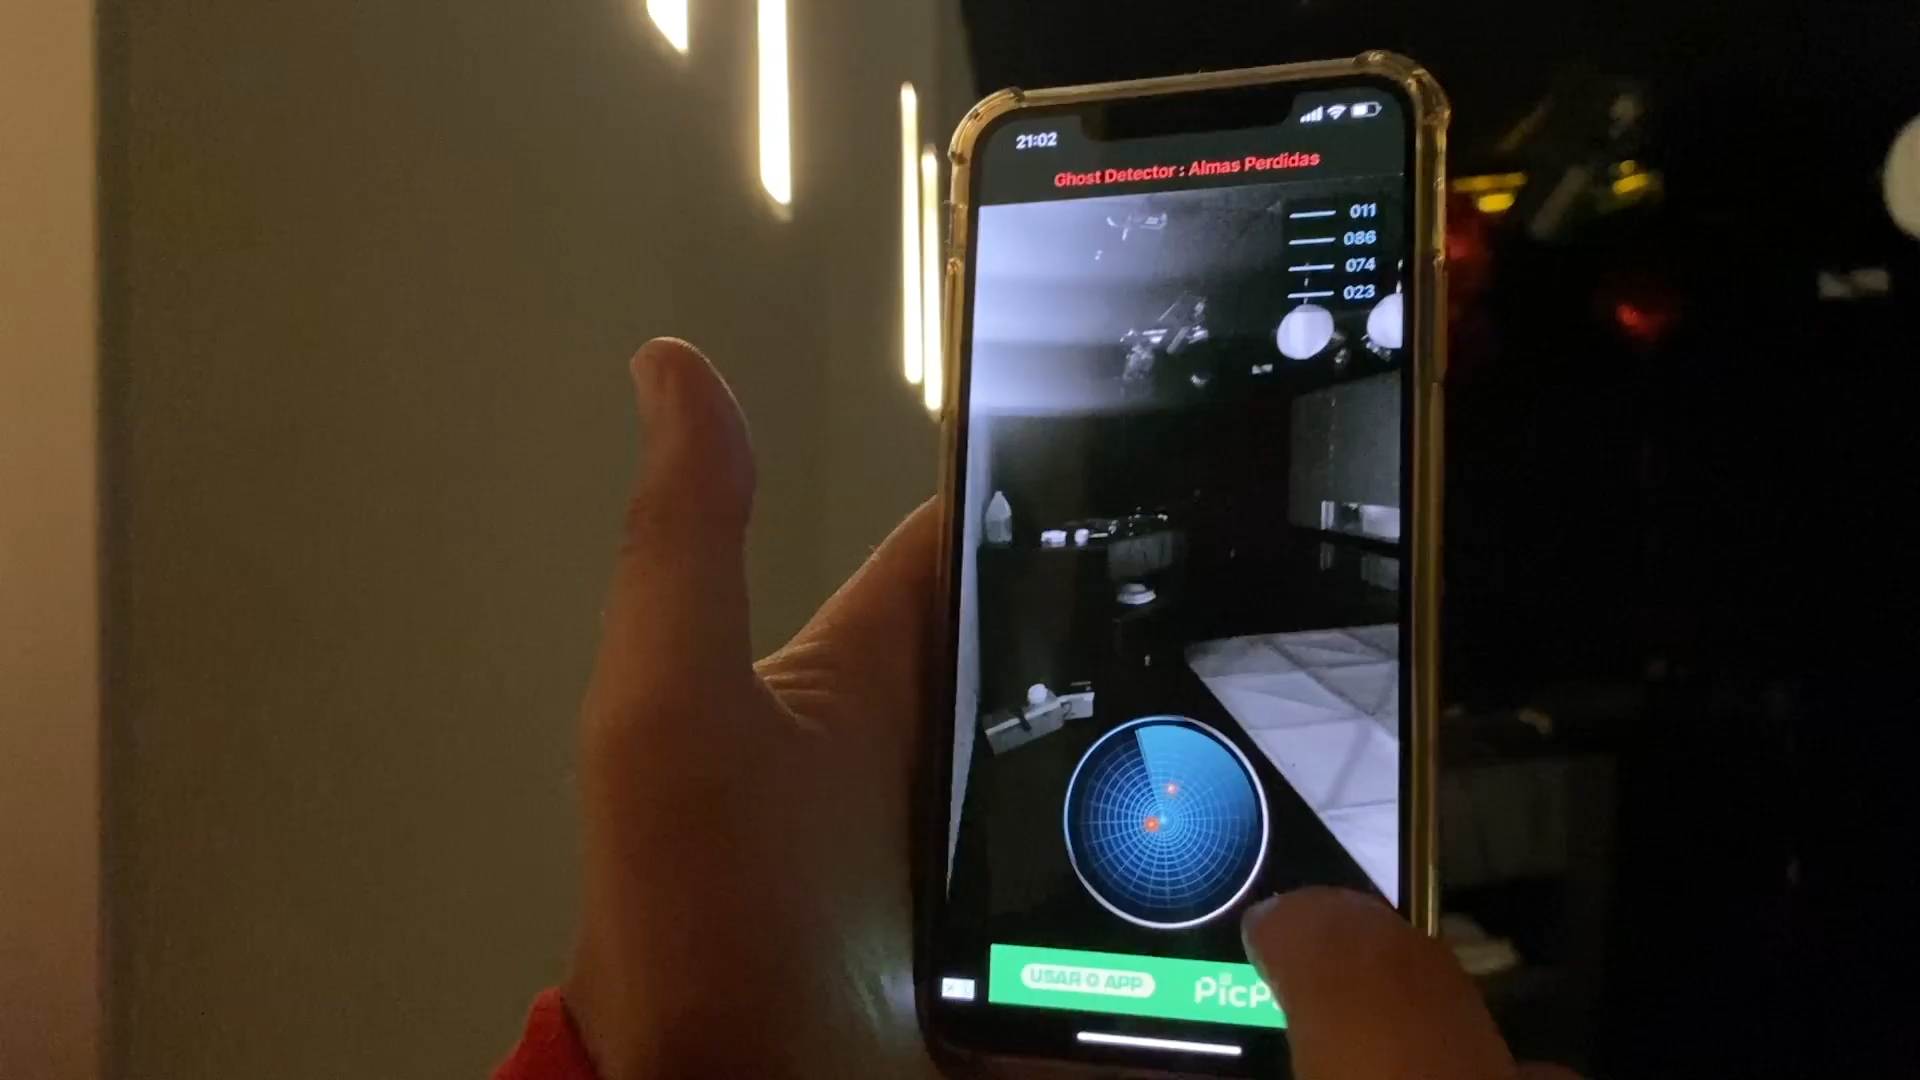 21:02
Ghost Detector : Almas Perdidas
011
086
074
023
USAR O APP